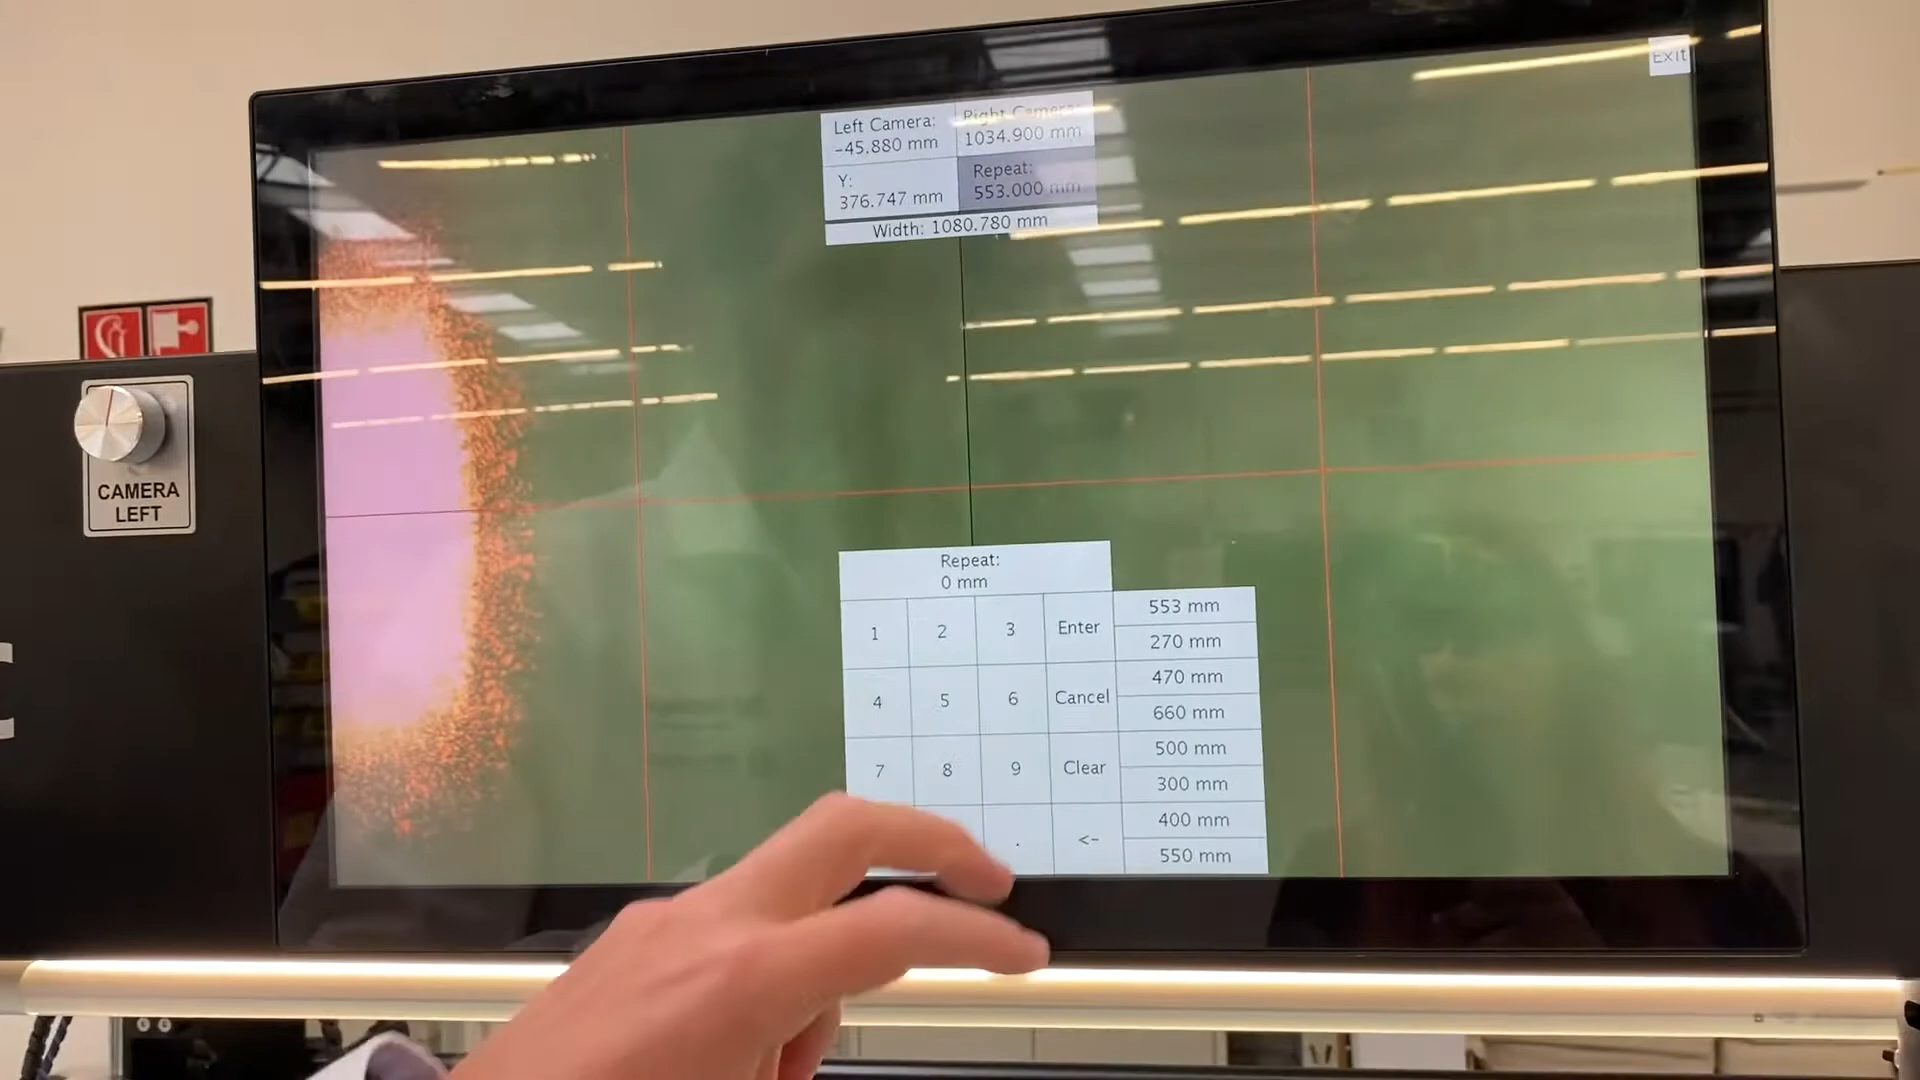 Exit
Left Camera:
-45.880 mm
Right Camera:
1034.900 mm
Y:
376.747 mm
Repeat:
553.000 mm
Width: 1080.780 mm
CAMERA
LEFT
Repeat:
0 mm
1 2 3 Enter
4 5 6 Cancel
7 8 9 Clear
. <-
553 mm
270 mm
470 mm
660 mm
500 mm
300 mm
400 mm
550 mm